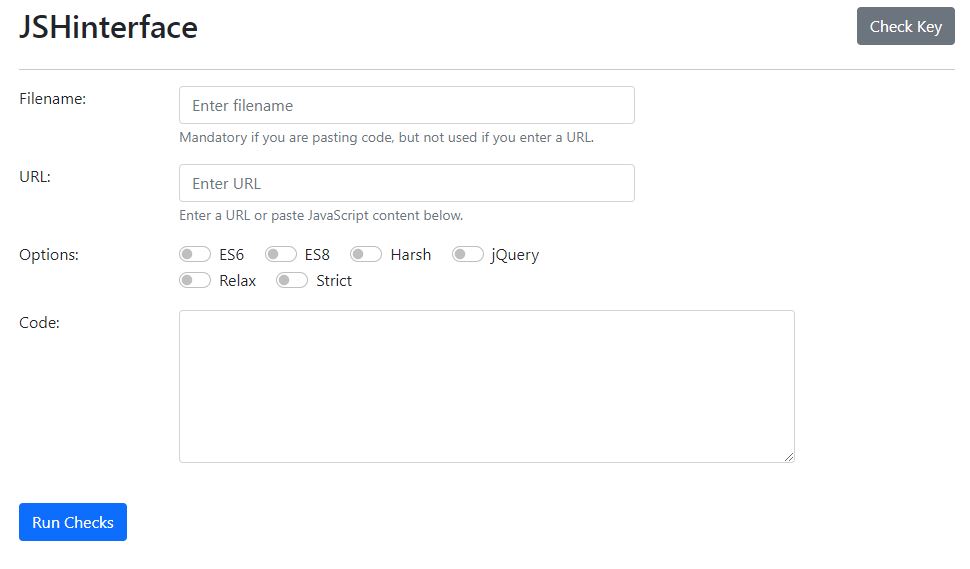 JSHinterface
Check Key
Filename:
Enter filename
Mandatory if you are pasting code, but not used if you enter a URL.
URL:
Enter URL
Enter a URL or paste JavaScript content below.
Options:
ES6 ES8 Harsh jQuery
Relax Strict
Code:
Run Checks